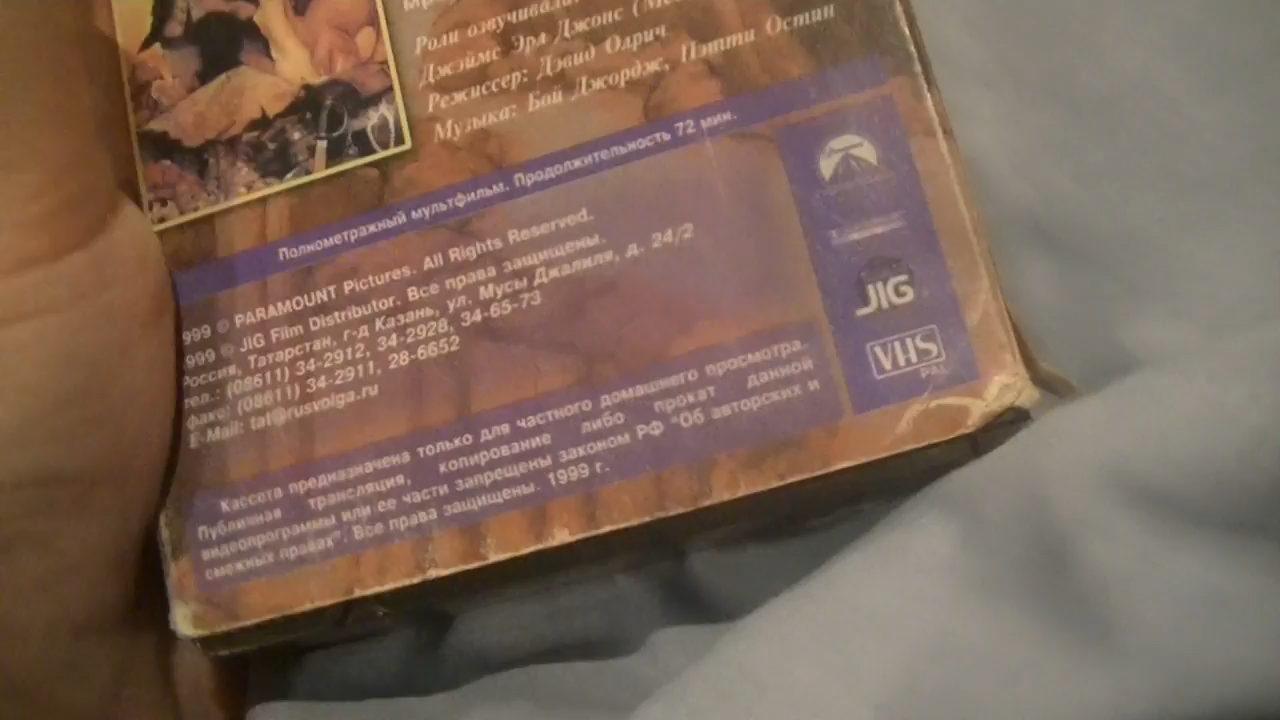 Роли озвучивали:
Джэймс Эрл Джонс
Режиссер: Дэвид Олрич
Музыка: Бой Джордж, Пэтти Остин
Полнометражный мультфильм. Продолжительность 72 мин.
999 © PARAMOUNT Pictures. All Rights Reserved.
999 © JIG Film Distributor. Все права защищены.
Россия, Татарстан, г-д Казань, ул. Мусы Джалиля, д. 24/2
тел.: (08611) 34-2912, 34-2928, 34-65-73
факс: (08611) 34-2911, 28-6652
E-Mail: tat@rusvolga.ru
Кассета предназначена только для частного домашнего просмотра.
Публичная трансляция, копирование либо прокат данной
видеопрограммы или ее части запрещены законом РФ "Об авторских и
смежных правах". Все права защищены. 1999 г.
JIG
VHS
PAL